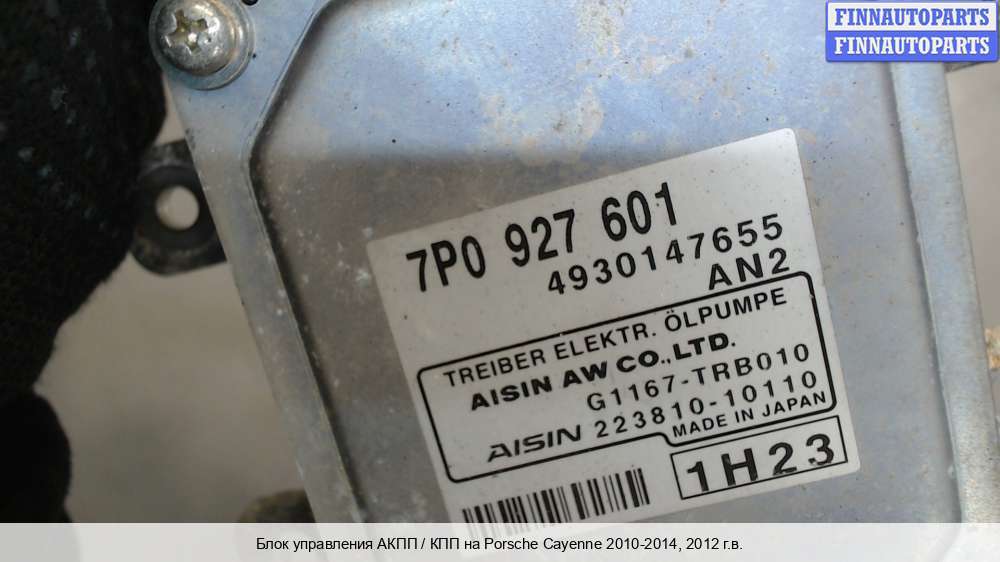 FINNAUTOPARTS
FINNAUTOPARTS
7P0 927 601
4930147655
AN2
TREIBER ELEKTR. ÖLPUMPE
AISIN AW CO.,LTD.
G1167-TRB010
AISIN 223810-10110
MADE IN JAPAN
1H23
Блок управления АКПП / КПП на Porsche Cayenne 2010-2014, 2012 г.в.